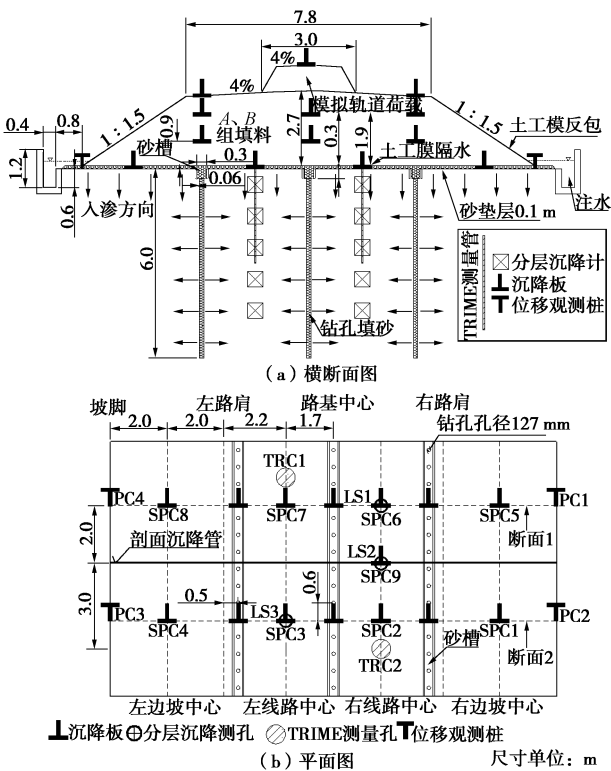 7.8
3.0
4%
4%
模拟轨道荷载
A、B
组填料
0.9
2.7
0.3
1.9
1:1.5
1:1.5
土工模反包
0.4
0.8
1.2
0.6
砂槽
0.3
0.06
土工膜隔水
入渗方向
砂垫层0.1 m
注水
6.0
钻孔填砂
TRIME测量管
分层沉降计
沉降板
位移观测桩
(a)横断面图
坡脚
左路肩
路基中心
右路肩
2.0
2.0
2.2
1.7
钻孔孔径127 mm
TRC1
PC4
SPC8
SPC7
LS1
SPC6
SPC5
PC1
断面1
2.0
剖面沉降管
LS2
SPC9
3.0
0.5
0.6
PC3
SPC4
LS3
SPC3
SPC2
SPC1
PC2
断面2
TRC2
砂槽
左边坡中心
左线路中心
右线路中心
右边坡中心
沉降板
分层沉降测孔
TRIME测量孔
位移观测桩
(b)平面图
尺寸单位：m